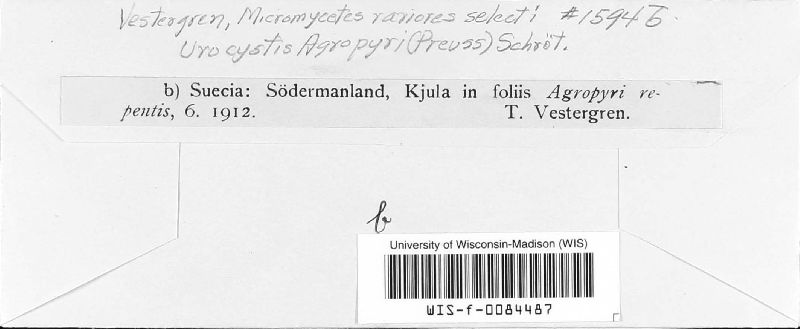 Vestergren, Micromycetes rariores selecti #1594b.
Urocystis Agropyri (Preuss) Schröt.
b) Suecia: Södermanland, Kjula in foliis Agropyri re-
pentis, 6. 1912. T. Vestergren.
b
University of Wisconsin-Madison (WIS)
WIS-f-0084487